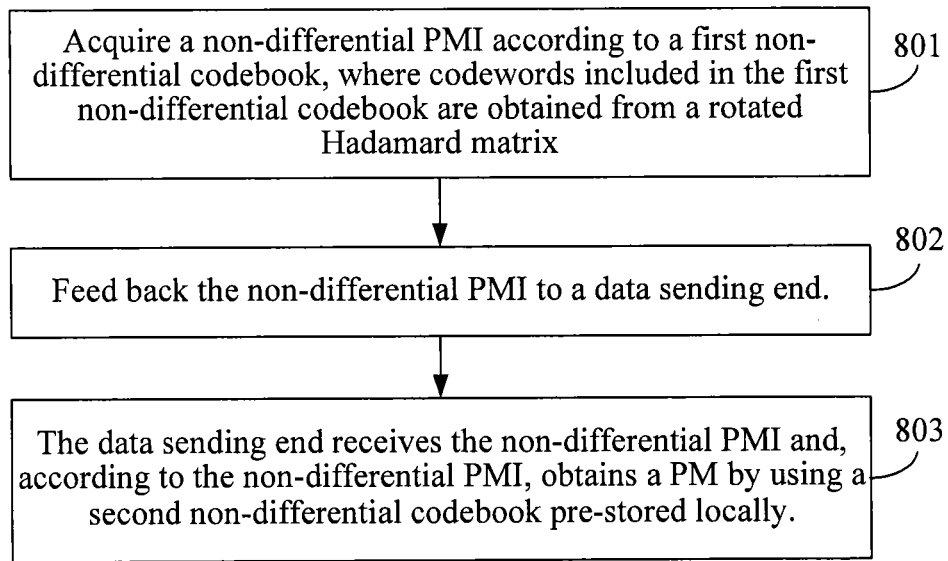 Acquire a non-differential PMI according to a first non-
differential codebook, where codewords included in the first
non-differential codebook are obtained from a rotated
Hadamard matrix
801
Feed back the non-differential PMI to a data sending end.
802
The data sending end receives the non-differential PMI and,
according to the non-differential PMI, obtains a PM by using a
second non-differential codebook pre-stored locally.
803